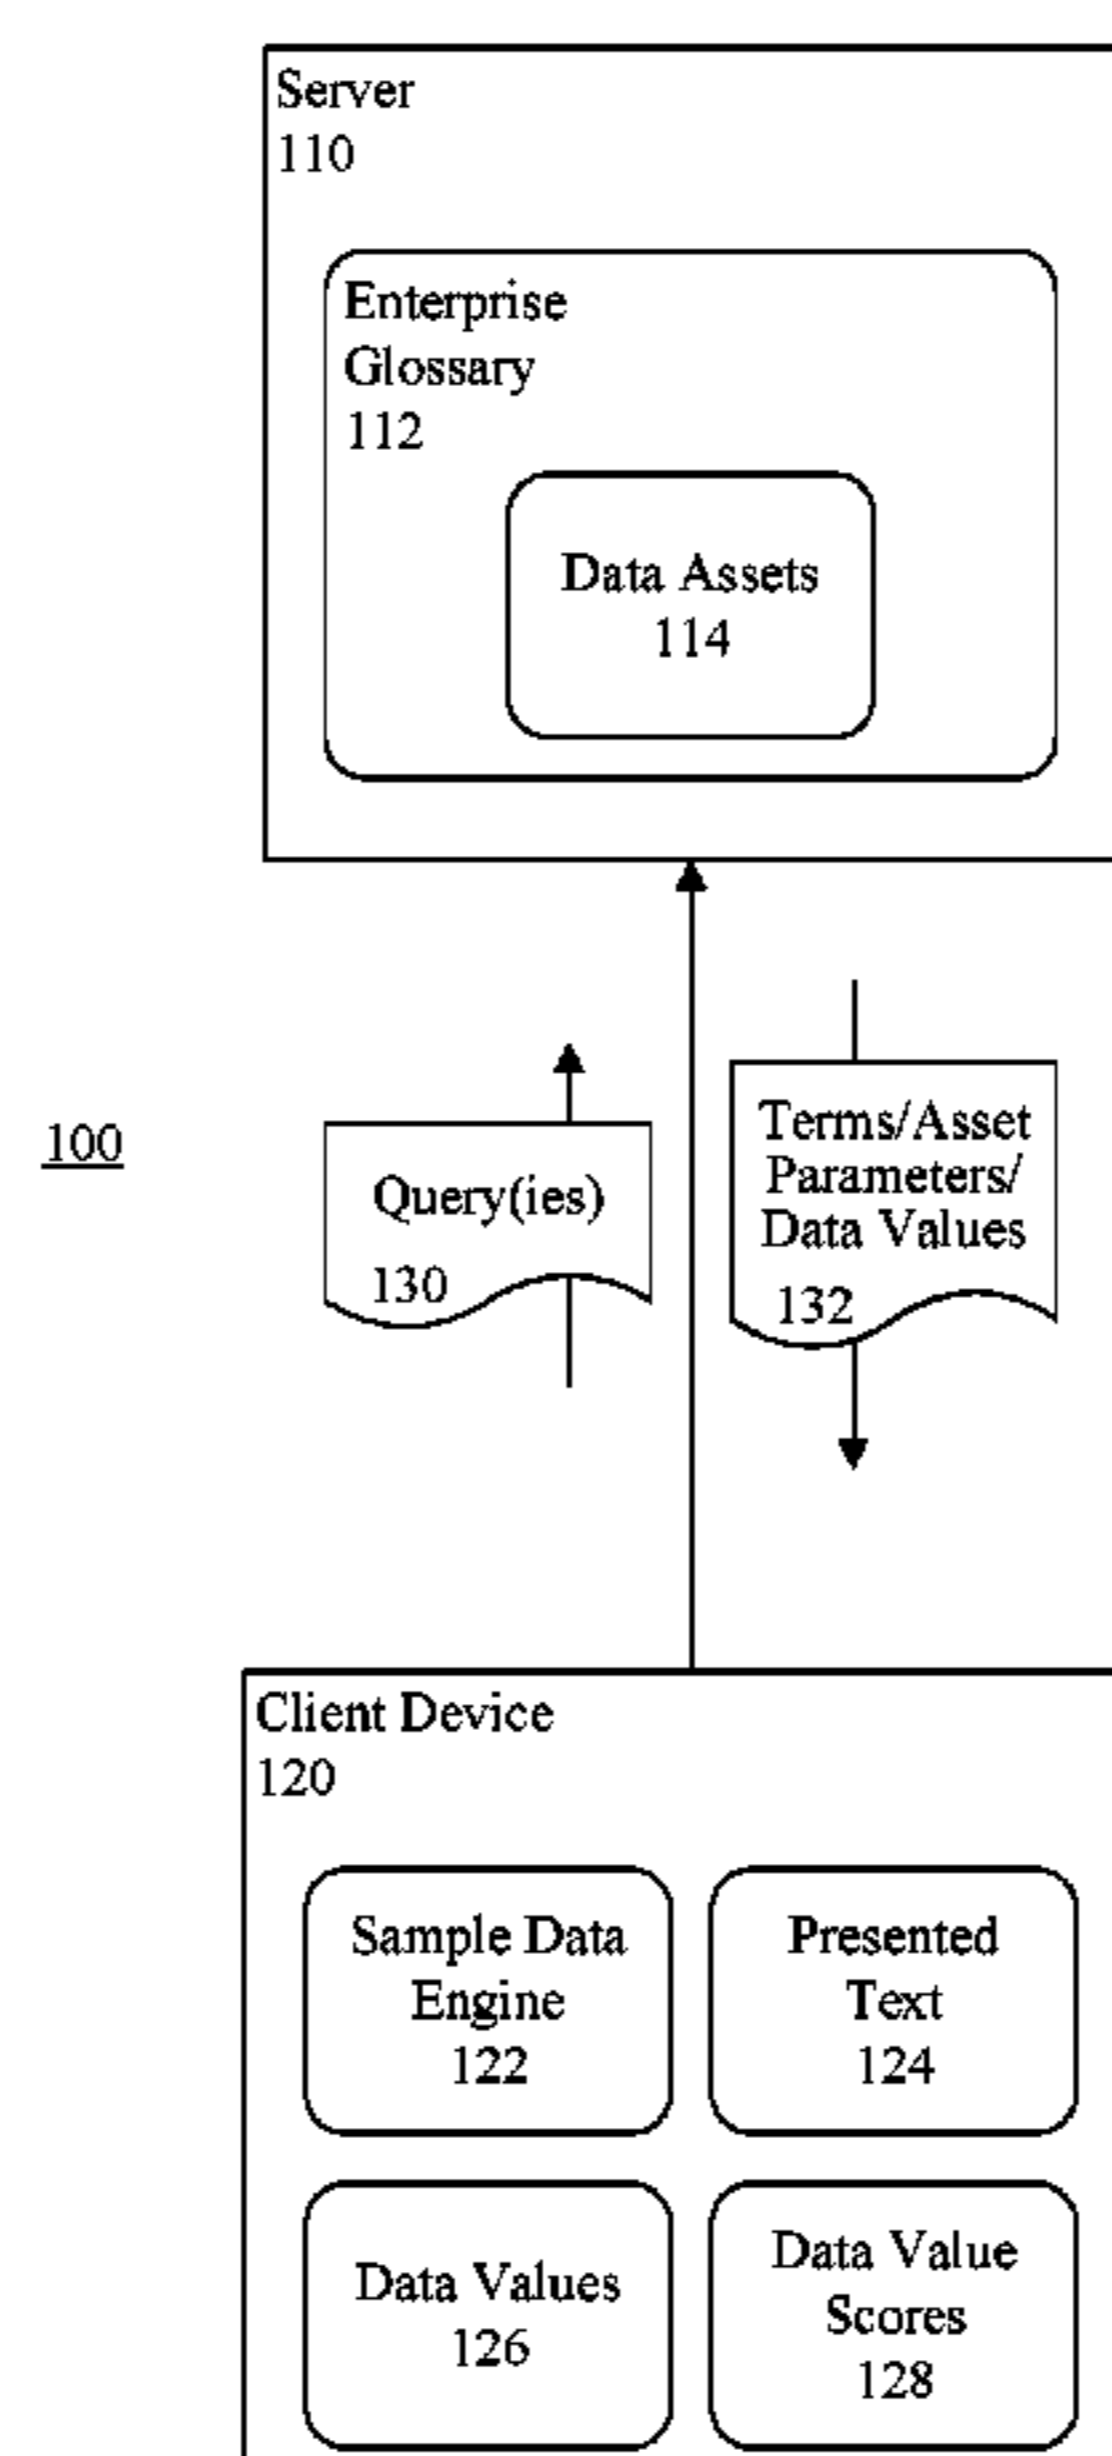 Server
110
Enterprise
Glossary
112
Data Assets
114
100
Query(ies)
130
Terms/Asset
Parameters/
Data Values
132
Client Device
120
Sample Data
Engine
122
Presented
Text
124
Data Values
126
Data Value
Scores
128